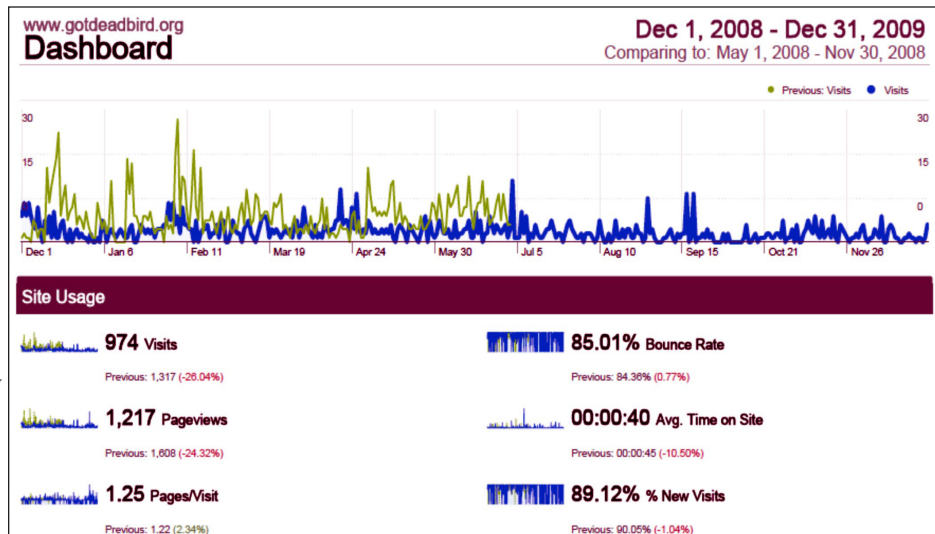 www.gotdeadbird.org
Dashboard
Dec 1, 2008 - Dec 31, 2009
Comparing to: May 1, 2008 - Nov 30, 2008
Previous: Visits Visits
30 30
15 15
0 0
Dec 1 Jan 6 Feb 11 Mar 19 Apr 24 May 30 Jul 5 Aug 10 Sep 15 Oct 21 Nov 26
Site Usage
974 Visits
Previous: 1,317 (-26.04%)
85.01% Bounce Rate
Previous: 84.36% (0.77%)
1,217 Pageviews
Previous: 1,608 (-24.32%)
00:00:40 Avg. Time on Site
Previous: 00:00:45 (-10.50%)
1.25 Pages/Visit
Previous: 1.22 (2.34%)
89.12% % New Visits
Previous: 90.05% (-1.04%)